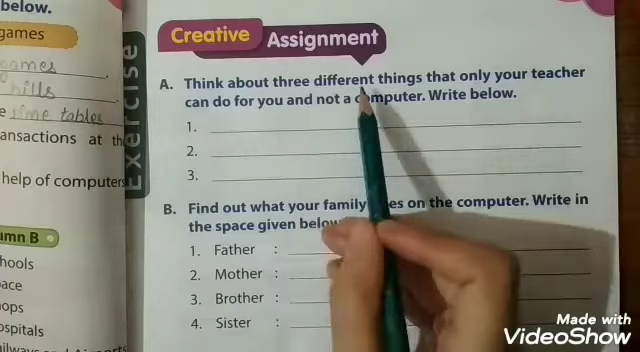 below.
games
games
hills
time tables
ansactions at th
help of computers
umn B
hools
ace
ops
ospitals
Exercise
Creative Assignment
A. Think about three different things that only your teacher
can do for you and not a computer. Write below.
1.
2.
3.
B. Find out what your family es on the computer. Write in
the space given below
1. Father :
2. Mother :
3. Brother :
4. Sister :
Made with
VideoShow